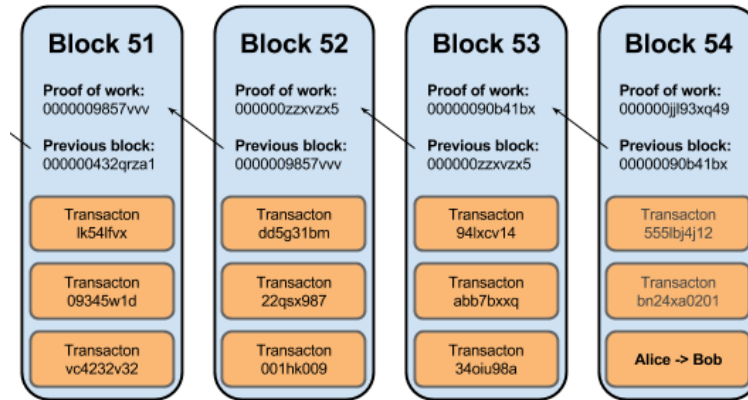 Block 51
Proof of work:
0000009857vvv
Previous block:
000000432qrza1
Transacton
lk54lfvx
Transacton
09345w1d
Transacton
vc4232v32
Block 52
Proof of work:
000000zzxvzx5
Previous block:
0000009857vvv
Transacton
dd5g31bm
Transacton
22qsx987
Transacton
001hk009
Block 53
Proof of work:
00000090b41bx
Previous block:
000000zzxvzx5
Transacton
94lxcv14
Transacton
abb7bxxq
Transacton
34oiu98a
Block 54
Proof of work:
000000jjl93xq49
Previous block:
00000090b41bx
Transacton
555lbj4j12
Transacton
bn24xa0201
Alice -> Bob